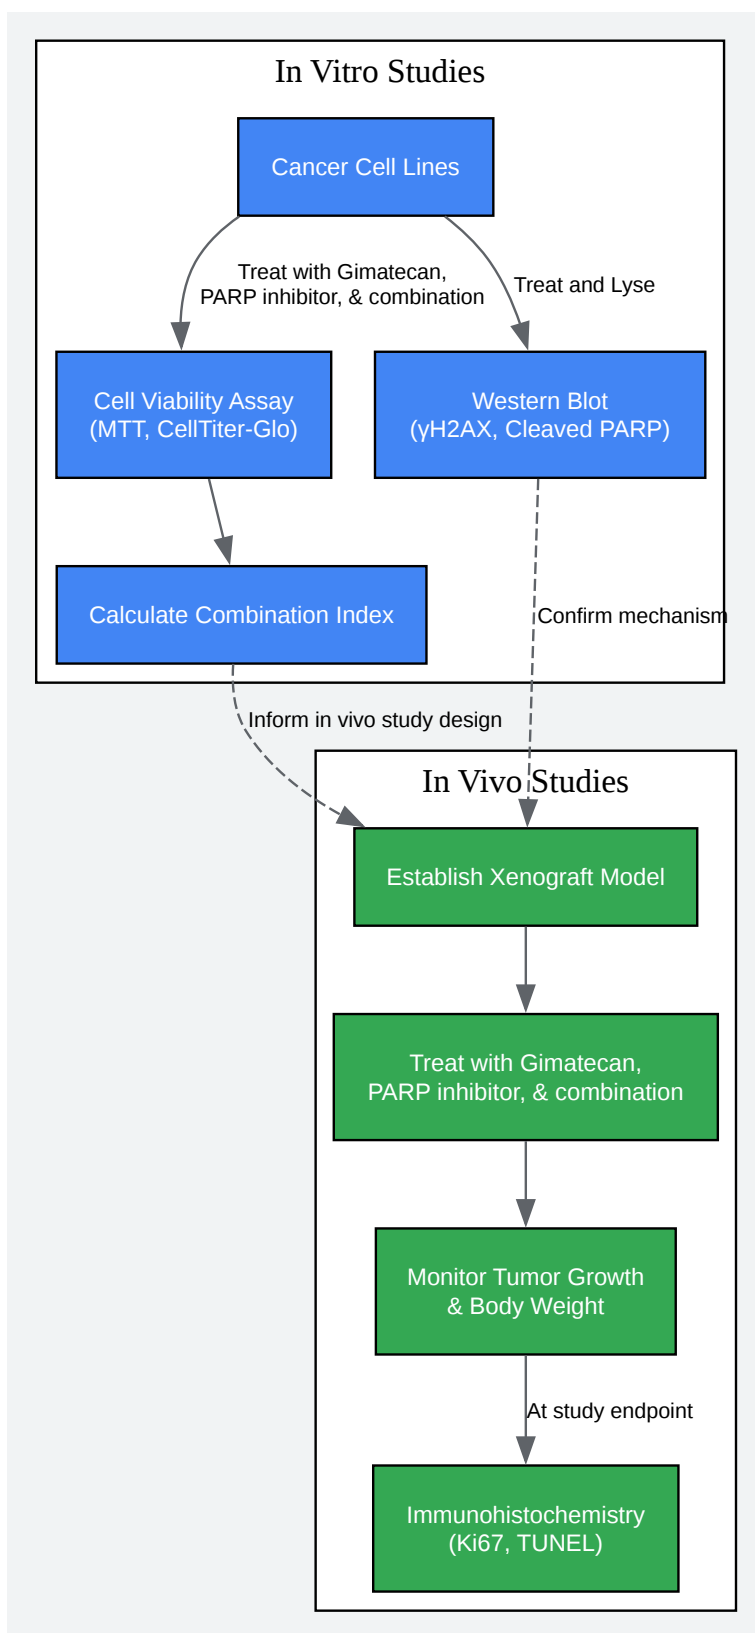 In Vitro Studies
Cancer Cell Lines
Treat with Gimatecan,
PARP inhibitor, & combination
Treat and Lyse
Cell Viability Assay
(MTT, CellTiter-Glo)
Western Blot
(γH2AX, Cleaved PARP)
Calculate Combination Index
Confirm mechanism
Inform in vivo study design
In Vivo Studies
Establish Xenograft Model
Treat with Gimatecan,
PARP inhibitor, & combination
Monitor Tumor Growth
& Body Weight
At study endpoint
Immunohistochemistry
(Ki67, TUNEL)